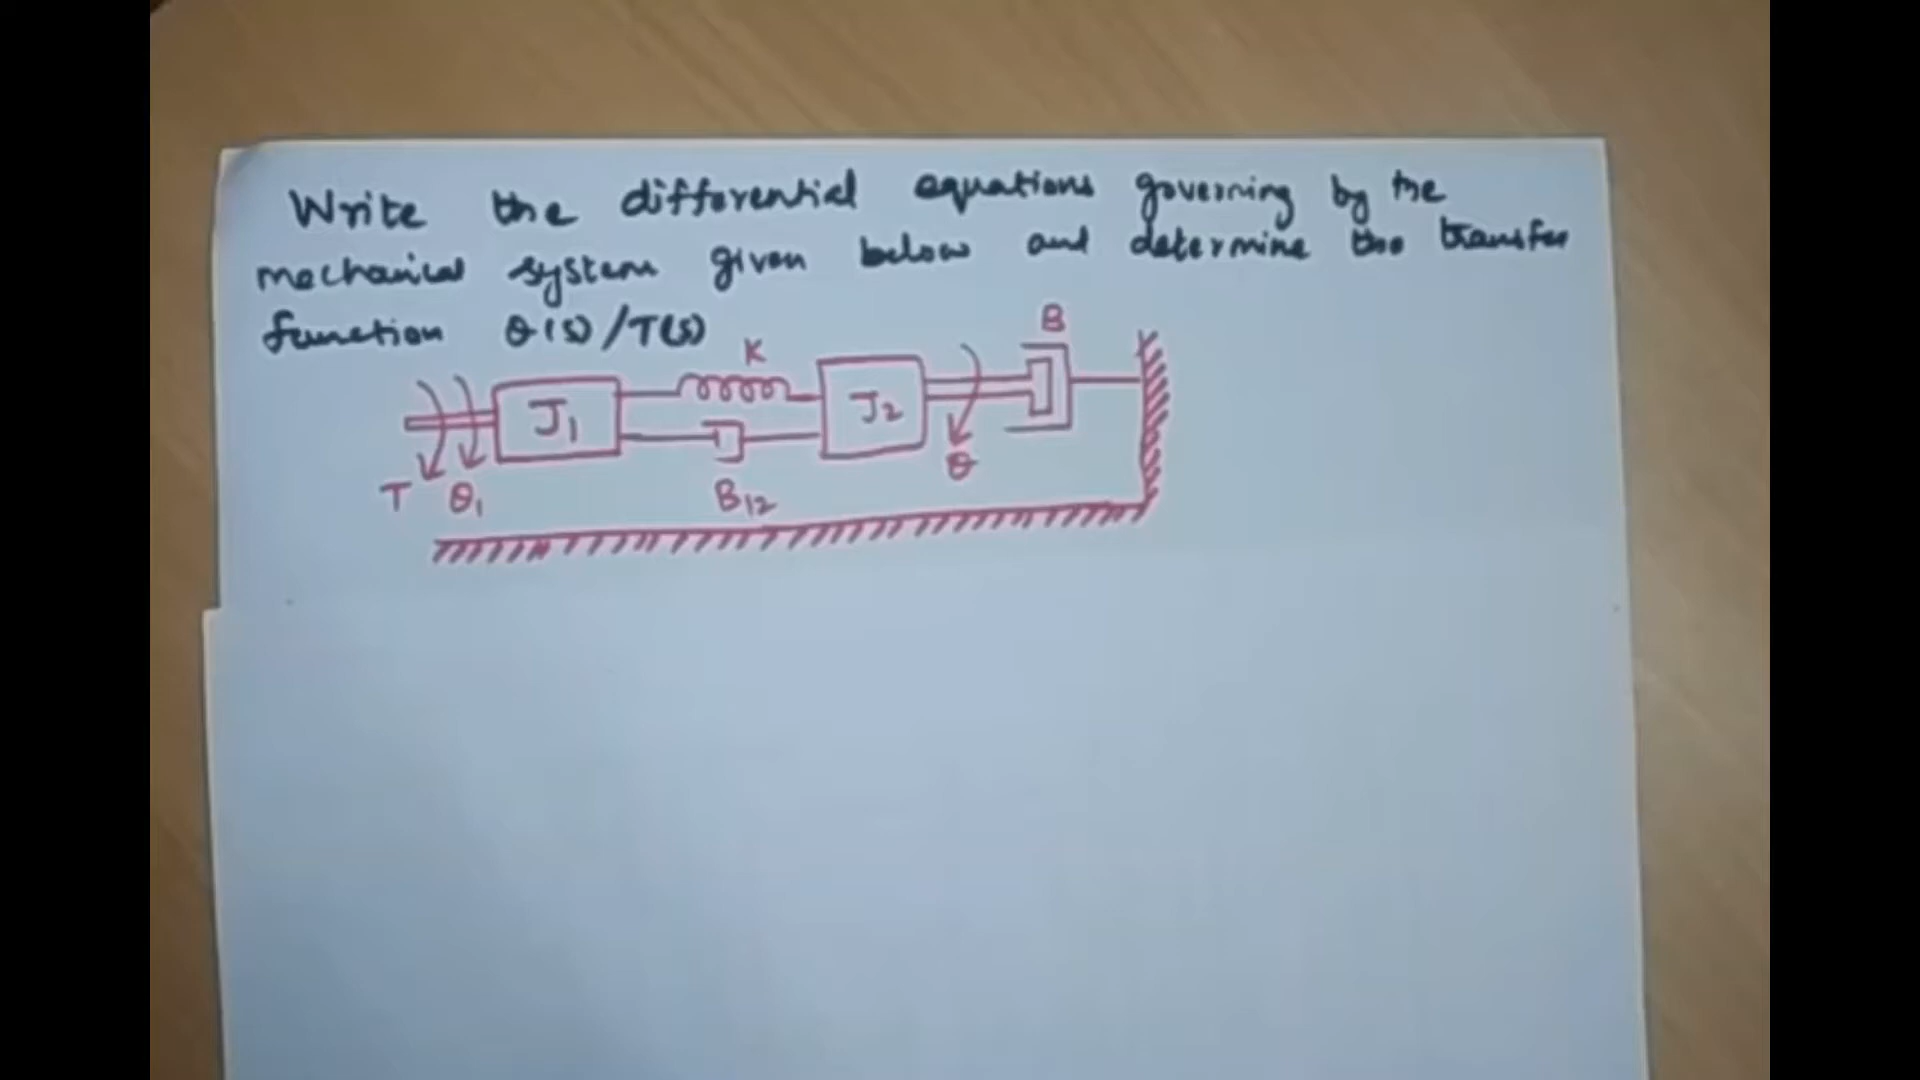 Write the differential equations governing by the
mechanical system given below and determine the transfer
function θ(s)/T(s)
K
B
J1
J2
T
θ1
B12
θ